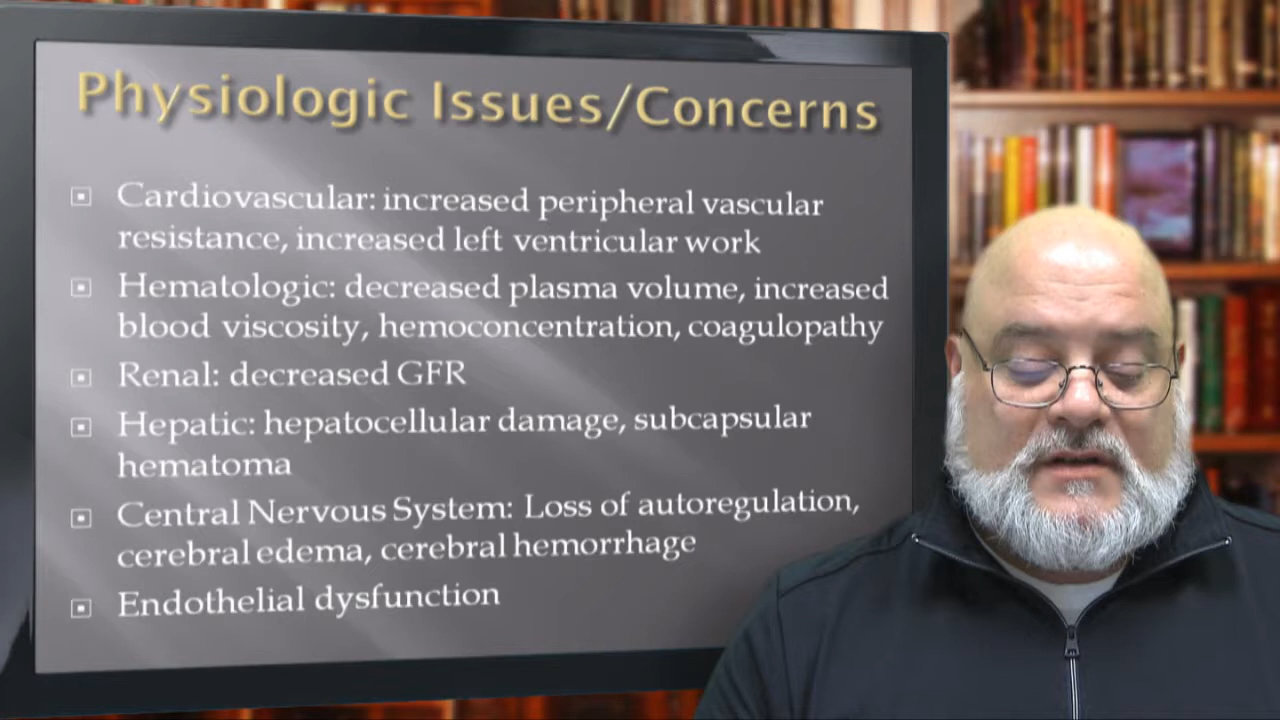 Physiologic Issues/Concerns
Cardiovascular: increased peripheral vascular
resistance, increased left ventricular work
Hematologic: decreased plasma volume, increased
blood viscosity, hemoconcentration, coagulopathy
Renal: decreased GFR
Hepatic: hepatocellular damage, subcapsular
hematoma
Central Nervous System: Loss of autoregulation,
cerebral edema, cerebral hemorrhage
Endothelial dysfunction